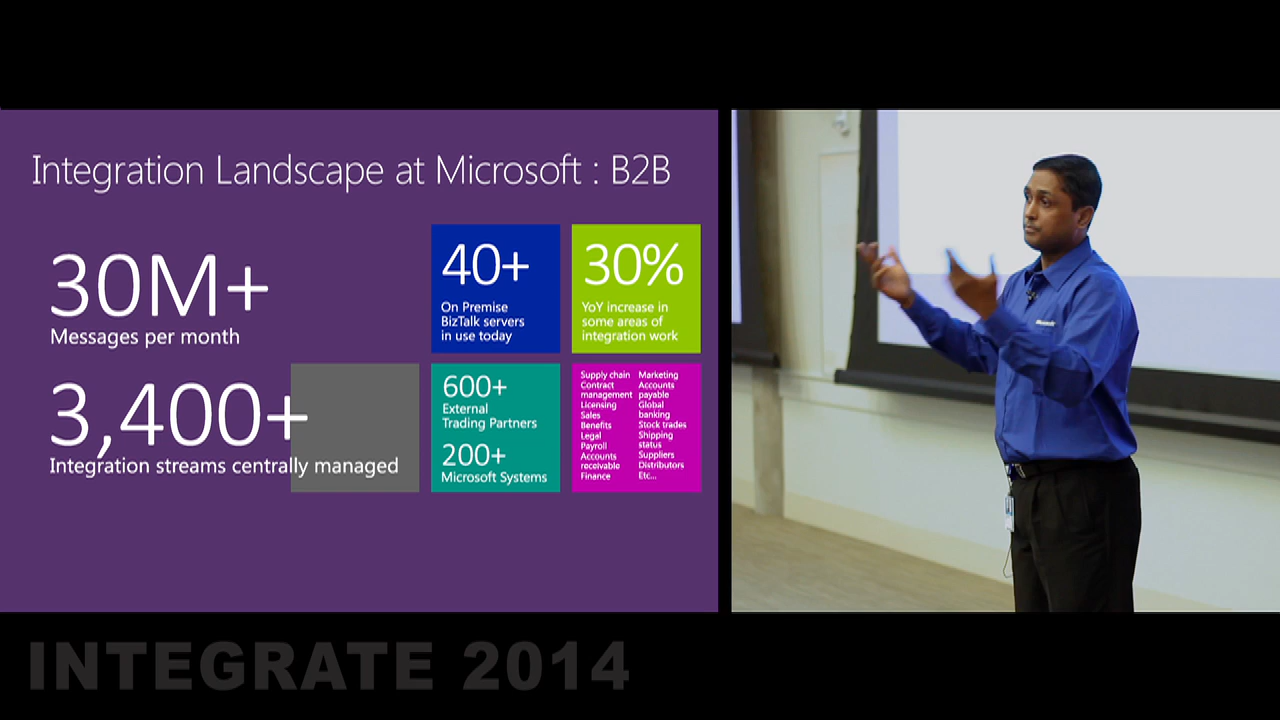 Integration Landscape at Microsoft : B2B
30M+
Messages per month
3,400+
Integration streams centrally managed
40+
On Premise
BizTalk servers
in use today
30%
YoY increase in
some areas of
integration work
600+
External
Trading Partners
200+
Microsoft Systems
Supply chain
Contract
management
Licensing
Sales
Benefits
Legal
Payroll
Accounts
receivable
Finance
Marketing
Accounts
payable
Global
banking
Stock trades
Shipping
status
Suppliers
Distributors
Etc...
INTEGRATE 2014